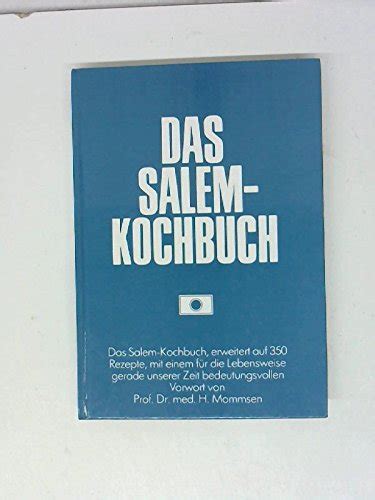 DAS
SALEM-
KOCHBUCH
Das Salem-Kochbuch, erweitert auf 350
Rezepte, mit einem für die Lebensweise
gerade unserer Zeit bedeutungsvollen
Vorwort von
Prof. Dr. med. H. Mommsen